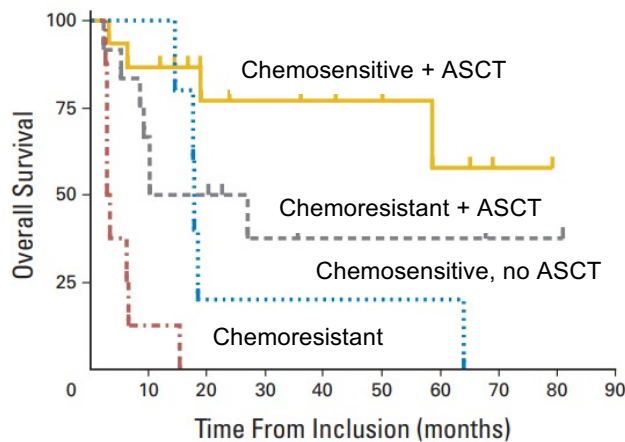 100
Chemosensitive + ASCT
75
Overall Survival
50
Chemoresistant + ASCT
Chemosensitive, no ASCT
25
Chemoresistant
0 10 20 30 40 50 60 70 80 90
Time From Inclusion (months)